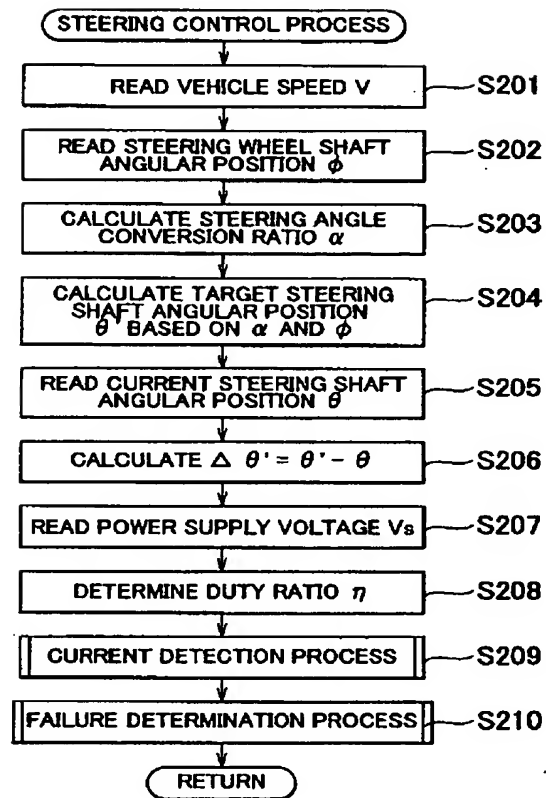 STEERING CONTROL PROCESS
READ VEHICLE SPEED V
S201
READ STEERING WHEEL SHAFT
ANGULAR POSITION φ
S202
CALCULATE STEERING ANGLE
CONVERSION RATIO α
S203
CALCULATE TARGET STEERING
SHAFT ANGULAR POSITION
θ' BASED ON α AND φ
S204
READ CURRENT STEERING SHAFT
ANGULAR POSITION θ
S205
CALCULATE Δ θ' = θ' - θ
S206
READ POWER SUPPLY VOLTAGE Vs
S207
DETERMINE DUTY RATIO η
S208
CURRENT DETECTION PROCESS
S209
FAILURE DETERMINATION PROCESS
S210
RETURN